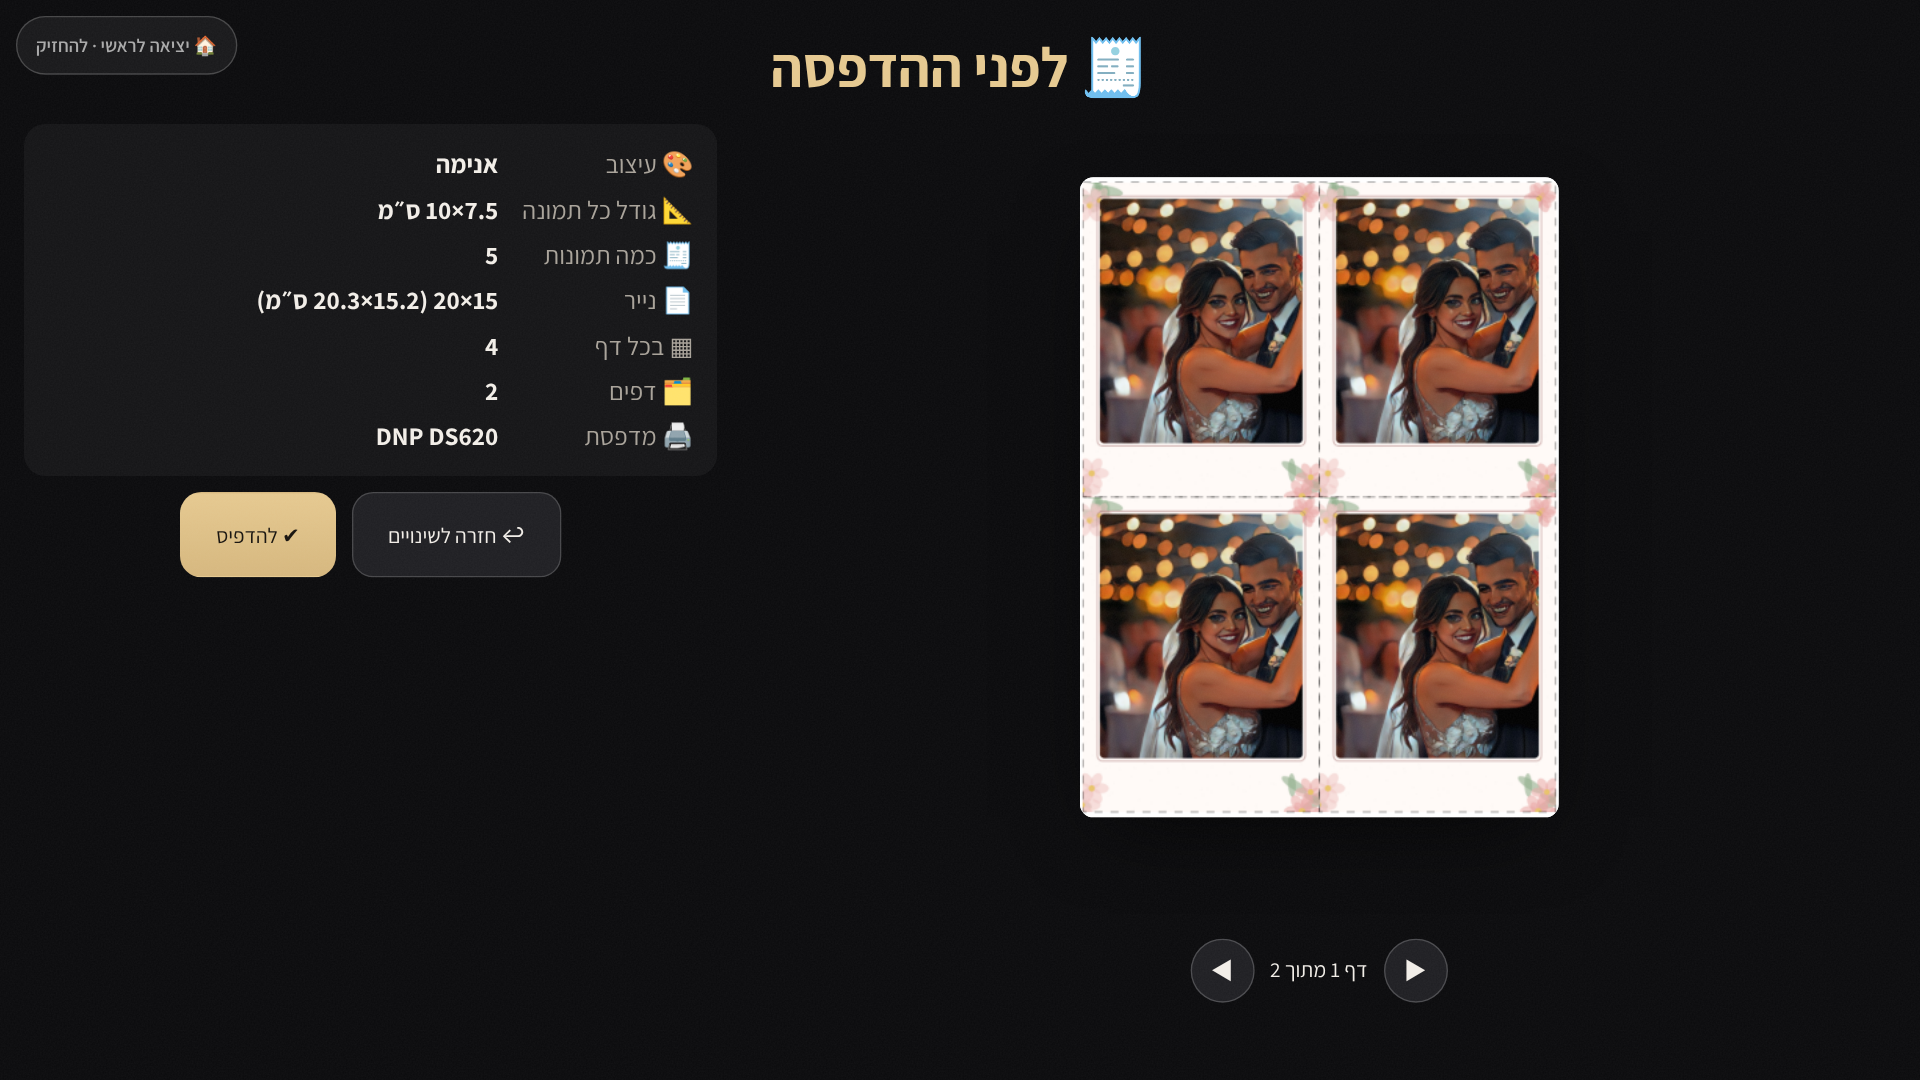 🏠 יציאה לראשי · להחזיק
🧾 לפני ההדפסה
🎨 עיצוב אנימה
📐 גודל כל תמונה 7.5×10 ס״מ
🧾 כמה תמונות 5
📄 נייר 15×20 (15.2×20.3 ס״מ)
▦ בכל דף 4
🗂️ דפים 2
🖨️ מדפסת DNP DS620
↩ חזרה לשינויים
✔ להדפיס
▶ דף 1 מתוך 2 ◀